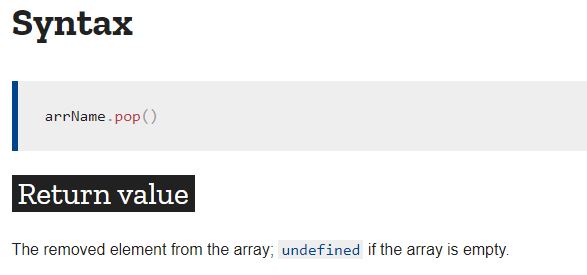 Syntax
arrName.pop()
Return value
The removed element from the array; undefined if the array is empty.